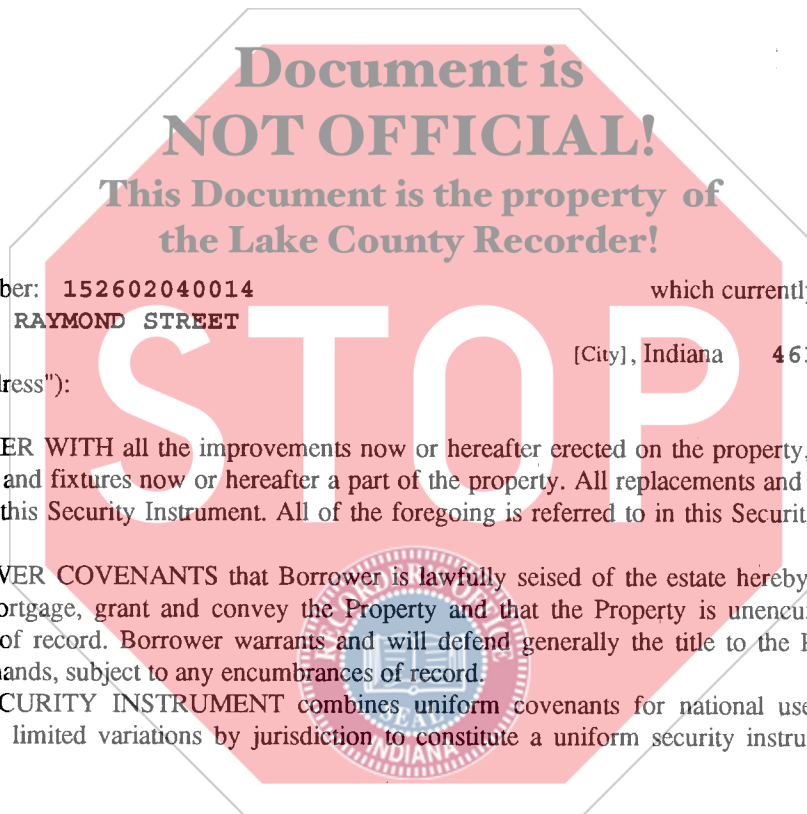 Document is
NOT OFFICIAL!
This Document is the property of
the Lake County Recorder!
STOP
ber: 152602040014 which currently
RAYMOND STREET
[City], Indiana 461
ress"):
ER WITH all the improvements now or hereafter erected on the property,
and fixtures now or hereafter a part of the property. All replacements and
this Security Instrument. All of the foregoing is referred to in this Securit
VER COVENANTS that Borrower is lawfully seised of the estate hereby
ortgage, grant and convey the Property and that the Property is unencu
of record. Borrower warrants and will defend generally the title to the
ands, subject to any encumbrances of record.
CURITY INSTRUMENT combines uniform covenants for national use
limited variations by jurisdiction to constitute a uniform security instru
SEAL
INDIANA